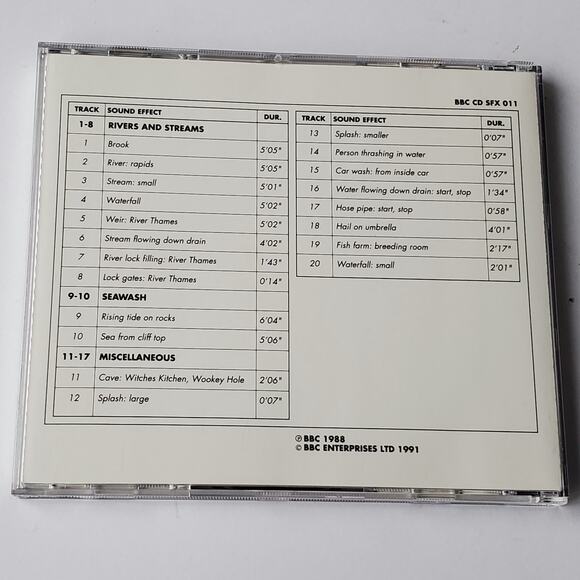 BBC CD SFX 011
TRACK SOUND EFFECT DUR.
1-8 RIVERS AND STREAMS
1 Brook 5'05"
2 River: rapids 5'05"
3 Stream: small 5'01"
4 Waterfall 5'02"
5 Weir: River Thames 5'02"
6 Stream flowing down drain 4'02"
7 River lock filling: River Thames 1'43"
8 Lock gates: River Thames 0'14"
9-10 SEAWASH
9 Rising tide on rocks 6'04"
10 Sea from cliff top 5'06"
11-17 MISCELLANEOUS
11 Cave: Witches Kitchen, Wookey Hole 2'06"
12 Splash: large 0'07"
TRACK SOUND EFFECT DUR.
13 Splash: smaller 0'07"
14 Person thrashing in water 0'57"
15 Car wash: from inside car 0'57"
16 Water flowing down drain: start, stop 1'34"
17 Hose pipe: start, stop 0'58"
18 Hail on umbrella 4'01"
19 Fish farm: breeding room 2'17"
20 Waterfall: small 2'01"
℗ BBC 1988
© BBC ENTERPRISES LTD 1991